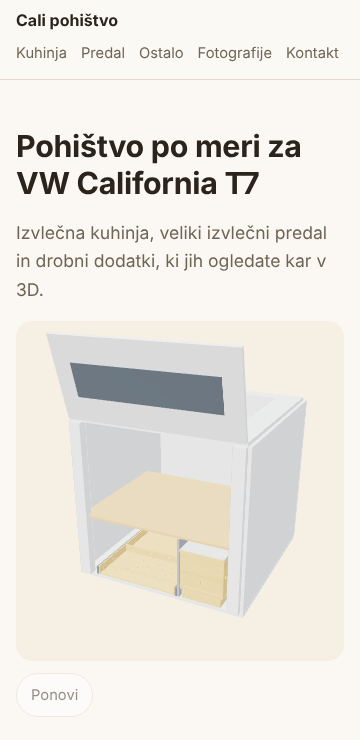 Cali pohištvo
Kuhinja Predal Ostalo Fotografije Kontakt
Pohištvo po meri za
VW California T7
Izvlečna kuhinja, veliki izvlečni predal
in drobni dodatki, ki jih ogledate kar v
3D.
Ponovi